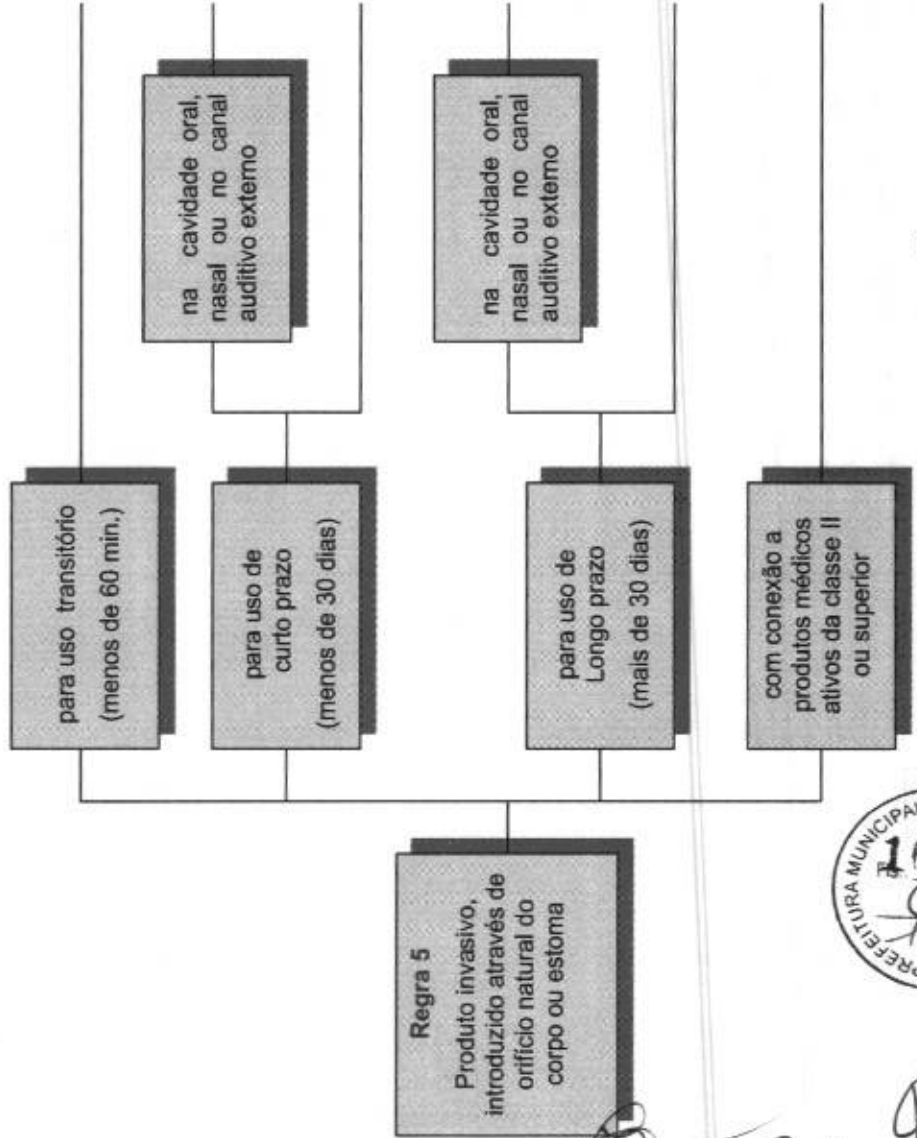 Regra 5
Produto invasivo,
introduzido através de
orifício natural do
corpo ou estoma
para uso transitório
(menos de 60 min.)
para uso de
curto prazo
(menos de 30 dias)
na cavidade oral,
nasal ou no canal
auditivo externo
para uso de
Longo prazo
(mais de 30 dias)
na cavidade oral,
nasal ou no canal
auditivo externo
com conexão a
produtos médicos
ativos da classe II
ou superior
PREFEITURA MUNICIPAL